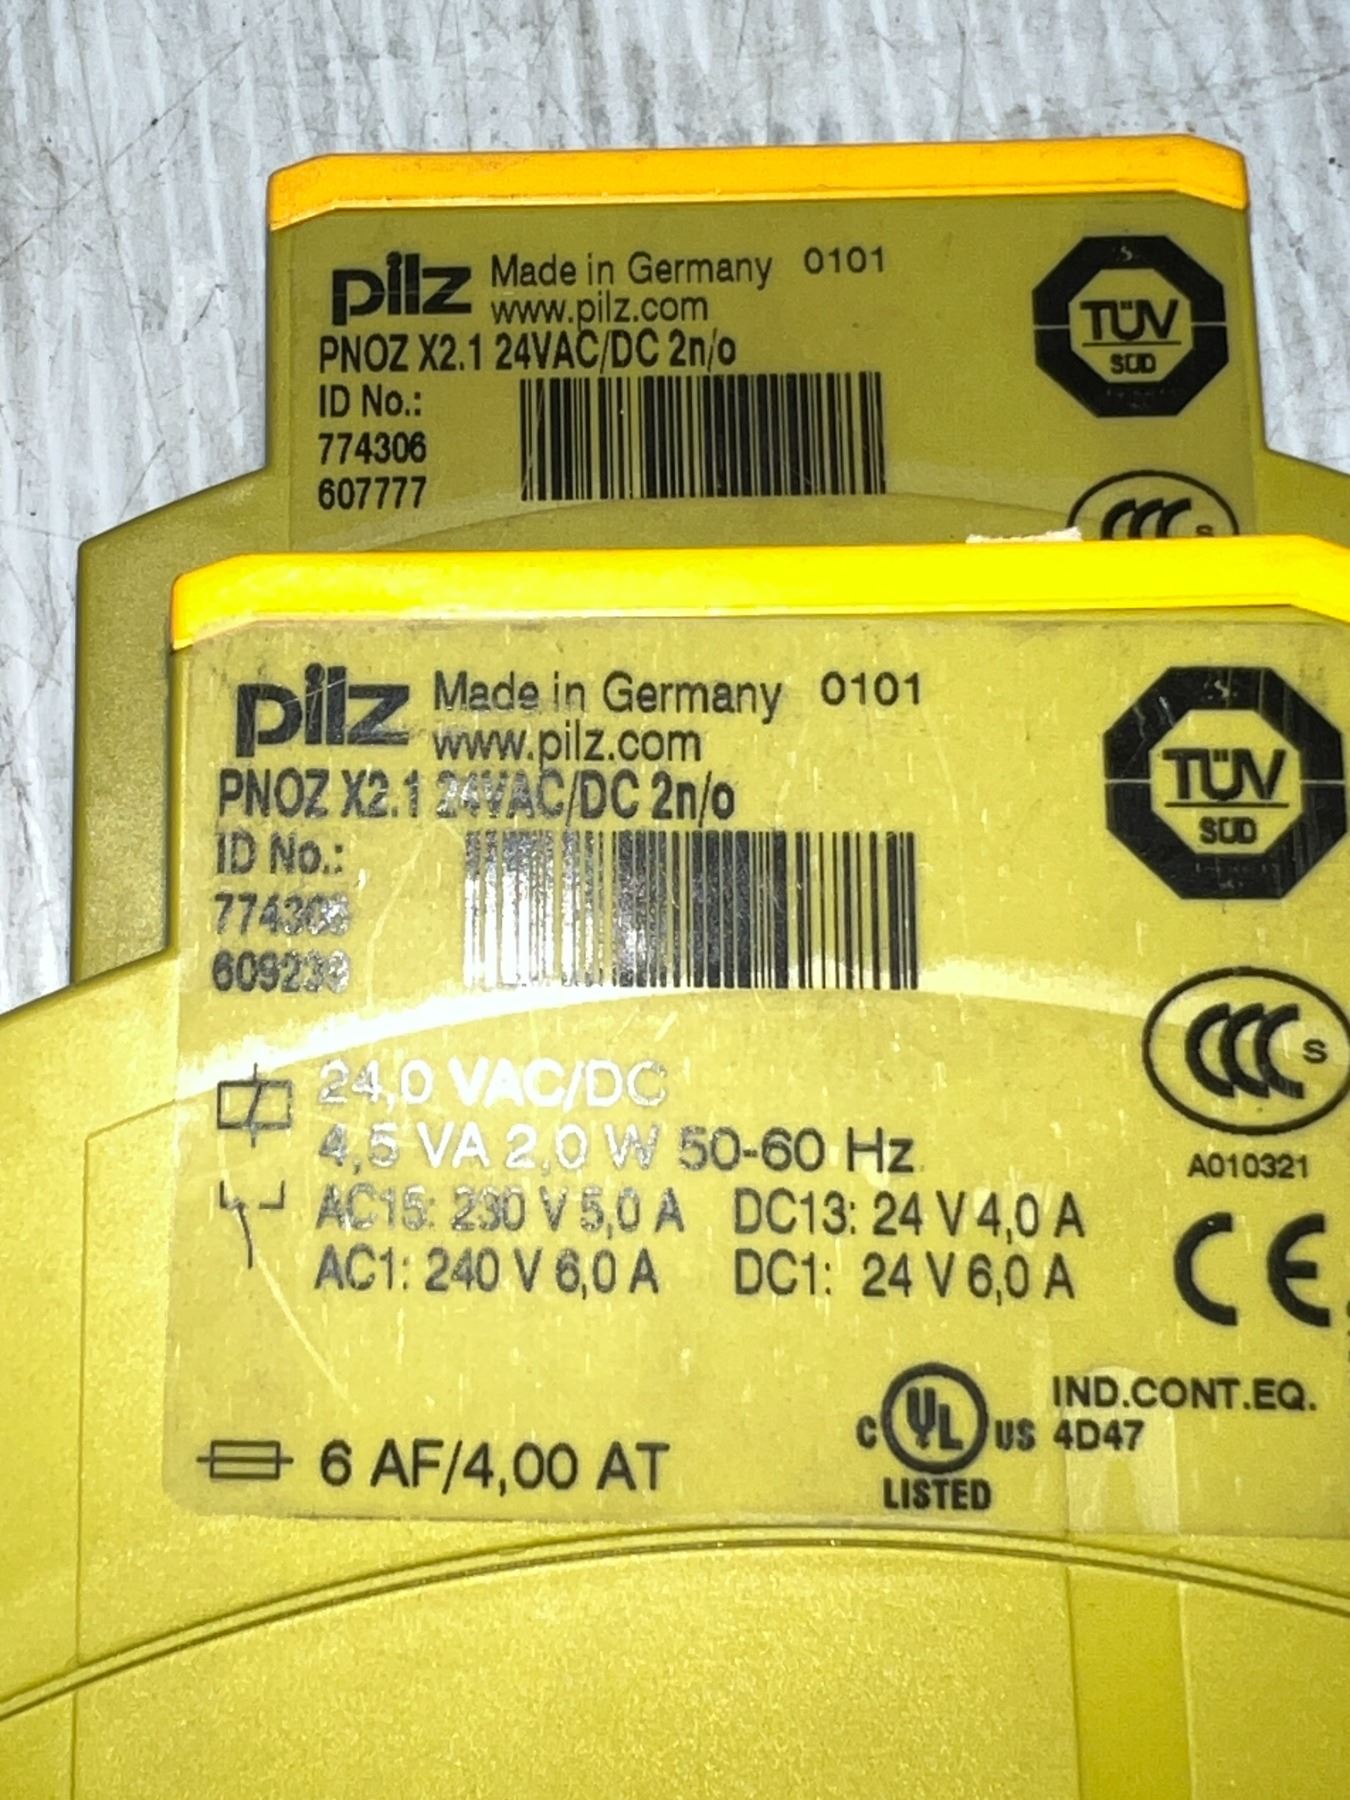 pilz Made in Germany 0101
www.pilz.com
PNOZ X2.1 24VAC/DC 2n/o
ID No.:
774306
607777
TÜV
SÜD
CCC S
pilz Made in Germany 0101
www.pilz.com
PNOZ X2.1 24VAC/DC 2n/o
ID No.:
774306
TÜV
SÜD
CCC S
A010321
24,0 VAC/DC
4,5 VA 2,0 W 50-60 Hz
AC15: 230 V 5,0 A DC13: 24 V 4,0 A
AC1: 240 V 6,0 A DC1: 24 V 6,0 A
CE
6 AF/4,00 AT
C UL US LISTED
IND.CONT.EQ.
4D47